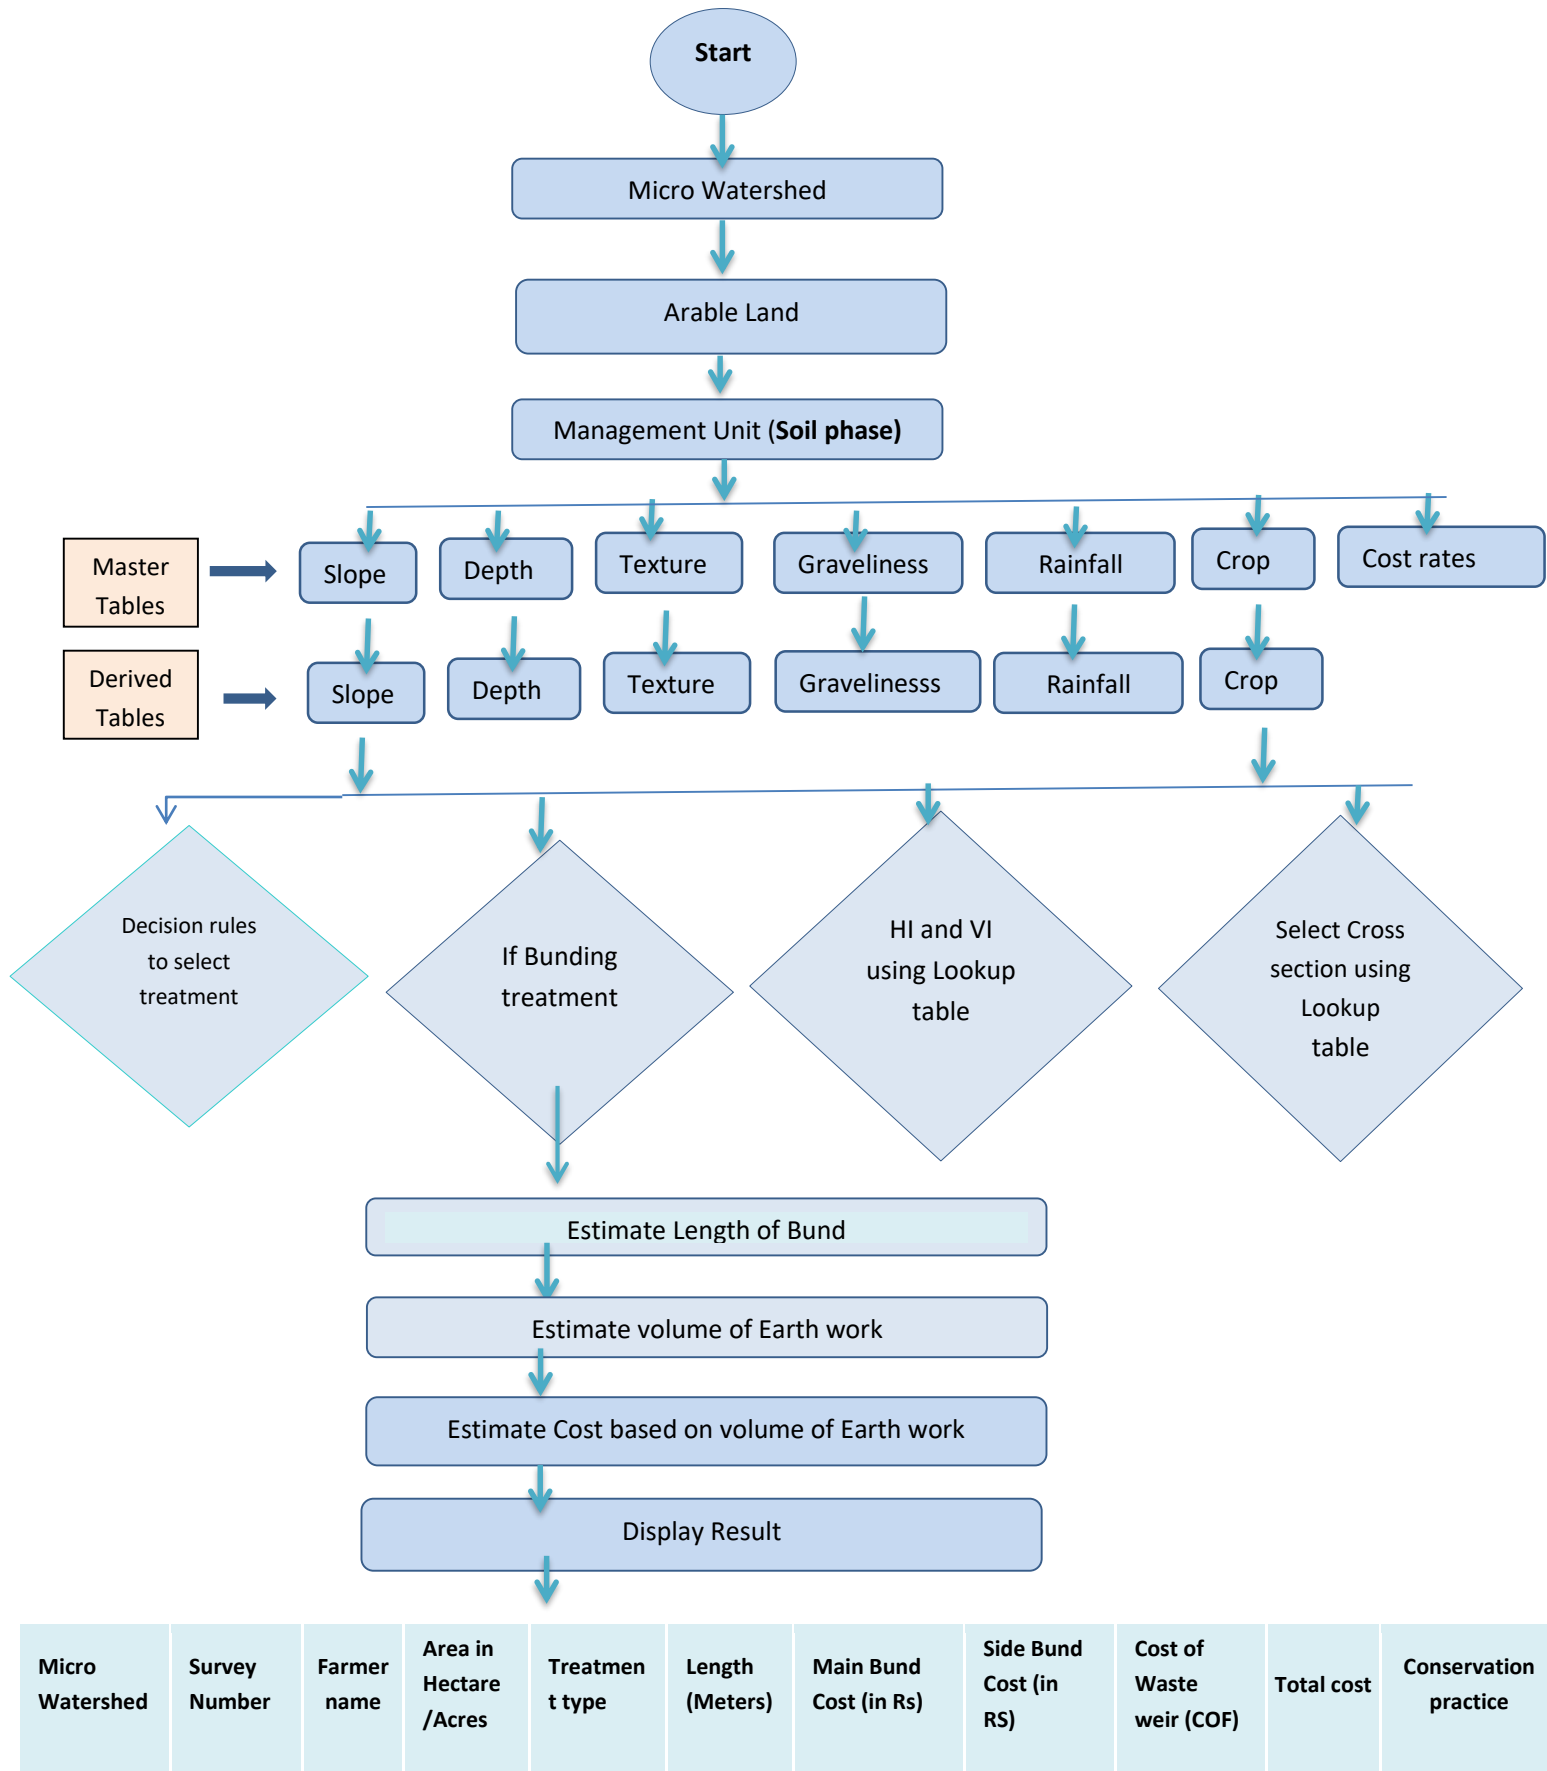 Start
Micro Watershed
Arable Land
Management Unit (Soil phase)
Master
Tables
Slope
Depth
Texture
Graveliness
Rainfall
Crop
Cost rates
Derived
Tables
Slope
Depth
Texture
Gravelinesss
Rainfall
Crop
Decision rules
to select
treatment
If Bunding
treatment
HI and VI
using Lookup
table
Select Cross
section using
Lookup
table
Estimate Length of Bund
Estimate volume of Earth work
Estimate Cost based on volume of Earth work
Display Result
Micro
Watershed
Survey
Number
Farmer
name
Area in
Hectare
/Acres
Treatmen
t type
Length
(Meters)
Main Bund
Cost (in Rs)
Side Bund
Cost (in
RS)
Cost of
Waste
weir (COF)
Total cost
Conservation
practice